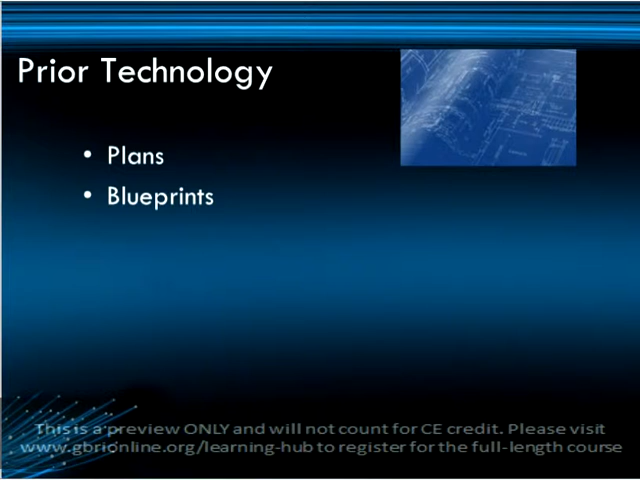 Prior Technology
• Plans
• Blueprints
This is a preview ONLY and will not count for CE credit. Please visit
www.gbrionline.org/learning-hub to register for the full-length course